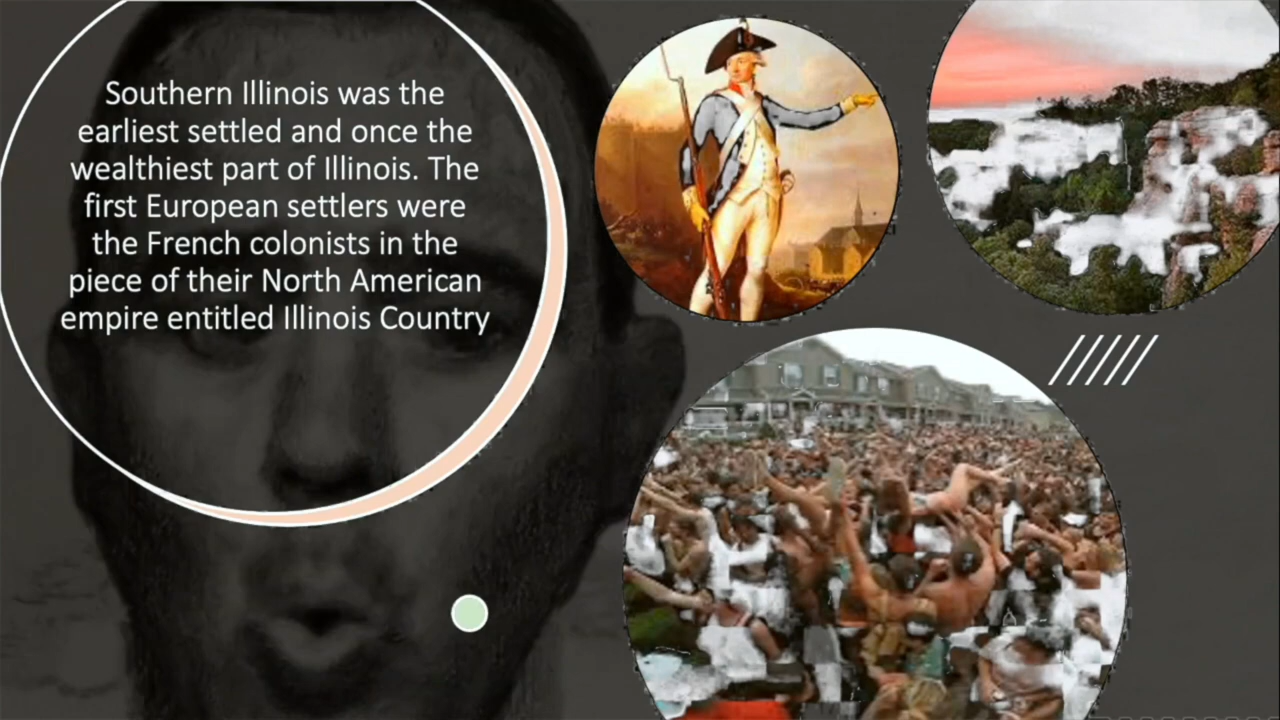 Southern Illinois was the
earliest settled and once the
wealthiest part of Illinois. The
first European settlers were
the French colonists in the
piece of their North American
empire entitled Illinois Country